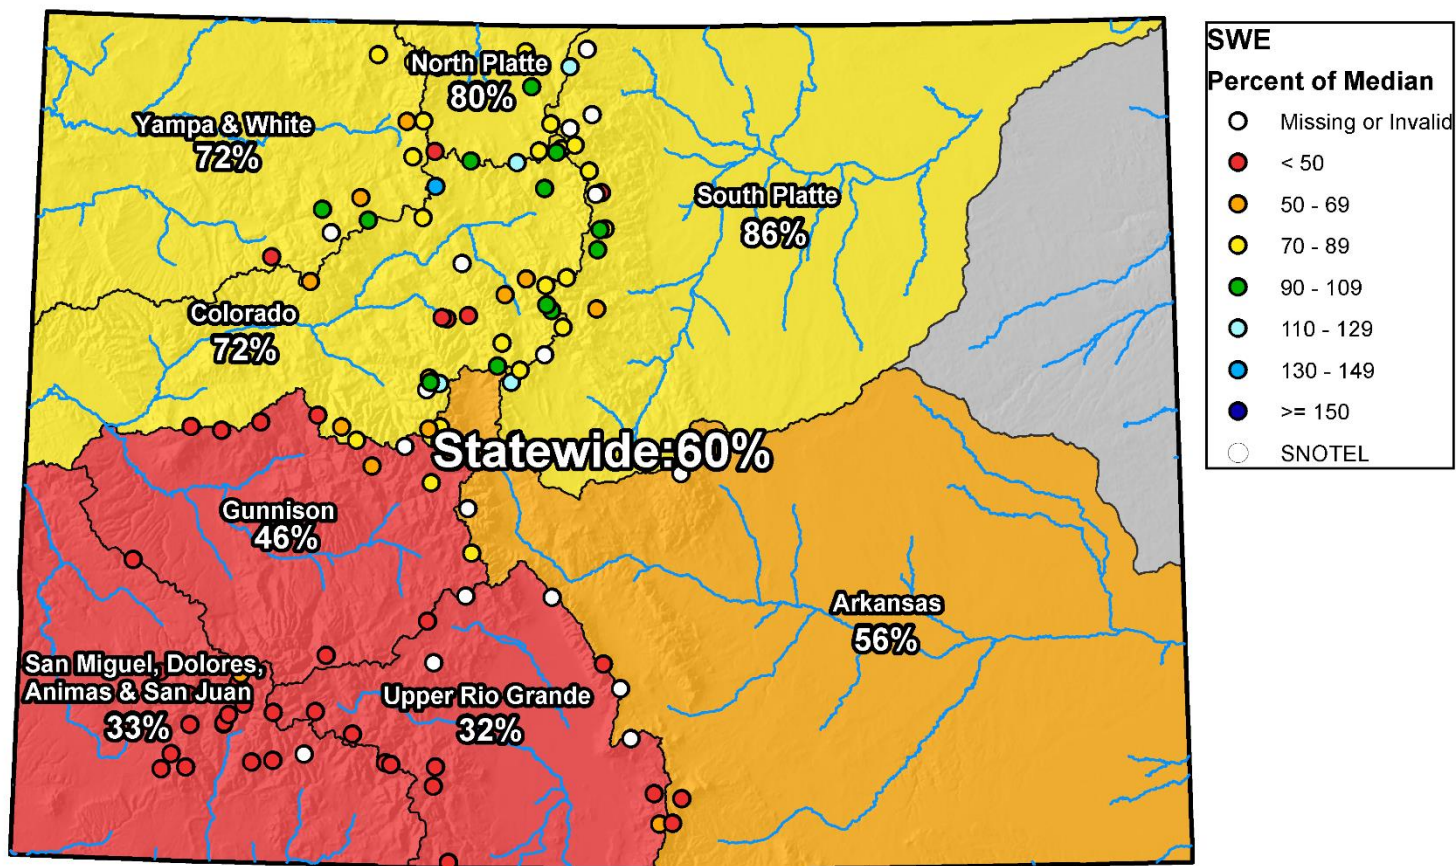 North Platte
80%
Yampa & White
72%
South Platte
86%
Colorado
72%
Statewide:60%
Gunnison
46%
Arkansas
56%
San Miguel, Dolores,
Animas & San Juan
33%
Upper Rio Grande
32%
SWE
Percent of Median
Missing or Invalid
< 50
50 - 69
70 - 89
90 - 109
110 - 129
130 - 149
>= 150
SNOTEL